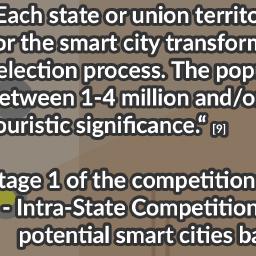 Each state or union territo
or the smart city transform
election process. The pop
etween 1-4 million and/o
ouristic significance.“ [9]
tage 1 of the competition
- Intra-State Competition
potential smart cities ba